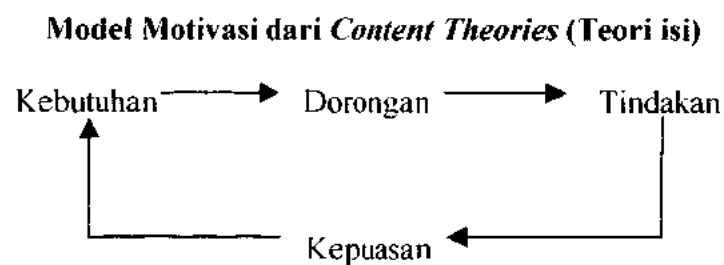 Model Motivasi dari Content Theories (Teori isi)
Kebutuhan Dorongan Tindakan
Kepuasan